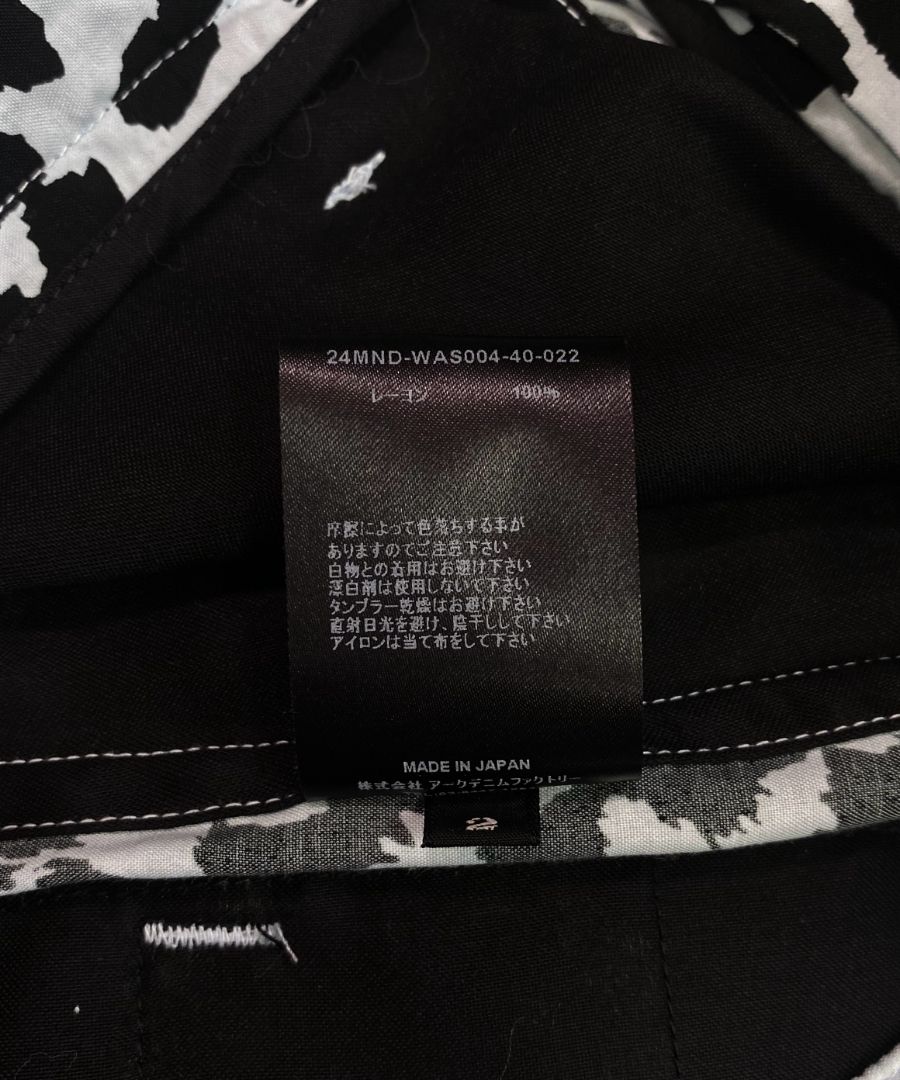 24MND-WAS004-40-022
レーヨン 100%
摩擦によって色落ちする事が
ありますのでご注意下さい
白物との着用はお避け下さい
漂白剤は使用しないで下さい
タンブラー乾燥はお避け下さい
直射日光を避け、陰干しして下さい
アイロンは当て布をして下さい
MADE IN JAPAN
株式会社 アークデニムファクトリー
2